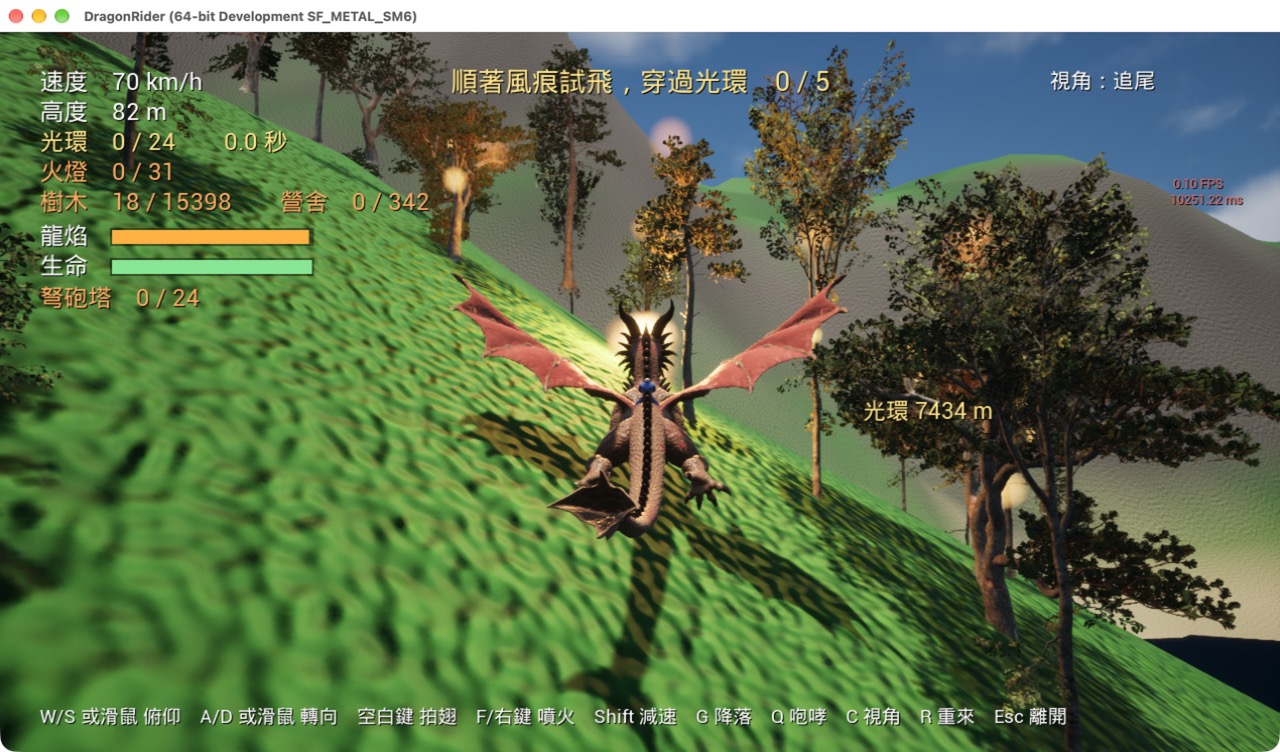 DragonRider (64-bit Development SF_METAL_SM6)
速度 70 km/h
高度 82 m
光環 0 / 24 0.0 秒
火燈 0 / 31
樹木 18 / 15398 營舍 0 / 342
龍焰
生命
弩砲塔 0 / 24
順著風痕試飛，穿過光環 0 / 5
視角：追尾
0.10 FPS
10251.22 ms
光環 7434 m
W/S 或滑鼠 俯仰 A/D 或滑鼠 轉向 空白鍵 拍翅 F/右鍵 噴火 Shift 減速 G 降落 Q 咆哮 C 視角 R 重來 Esc 離開